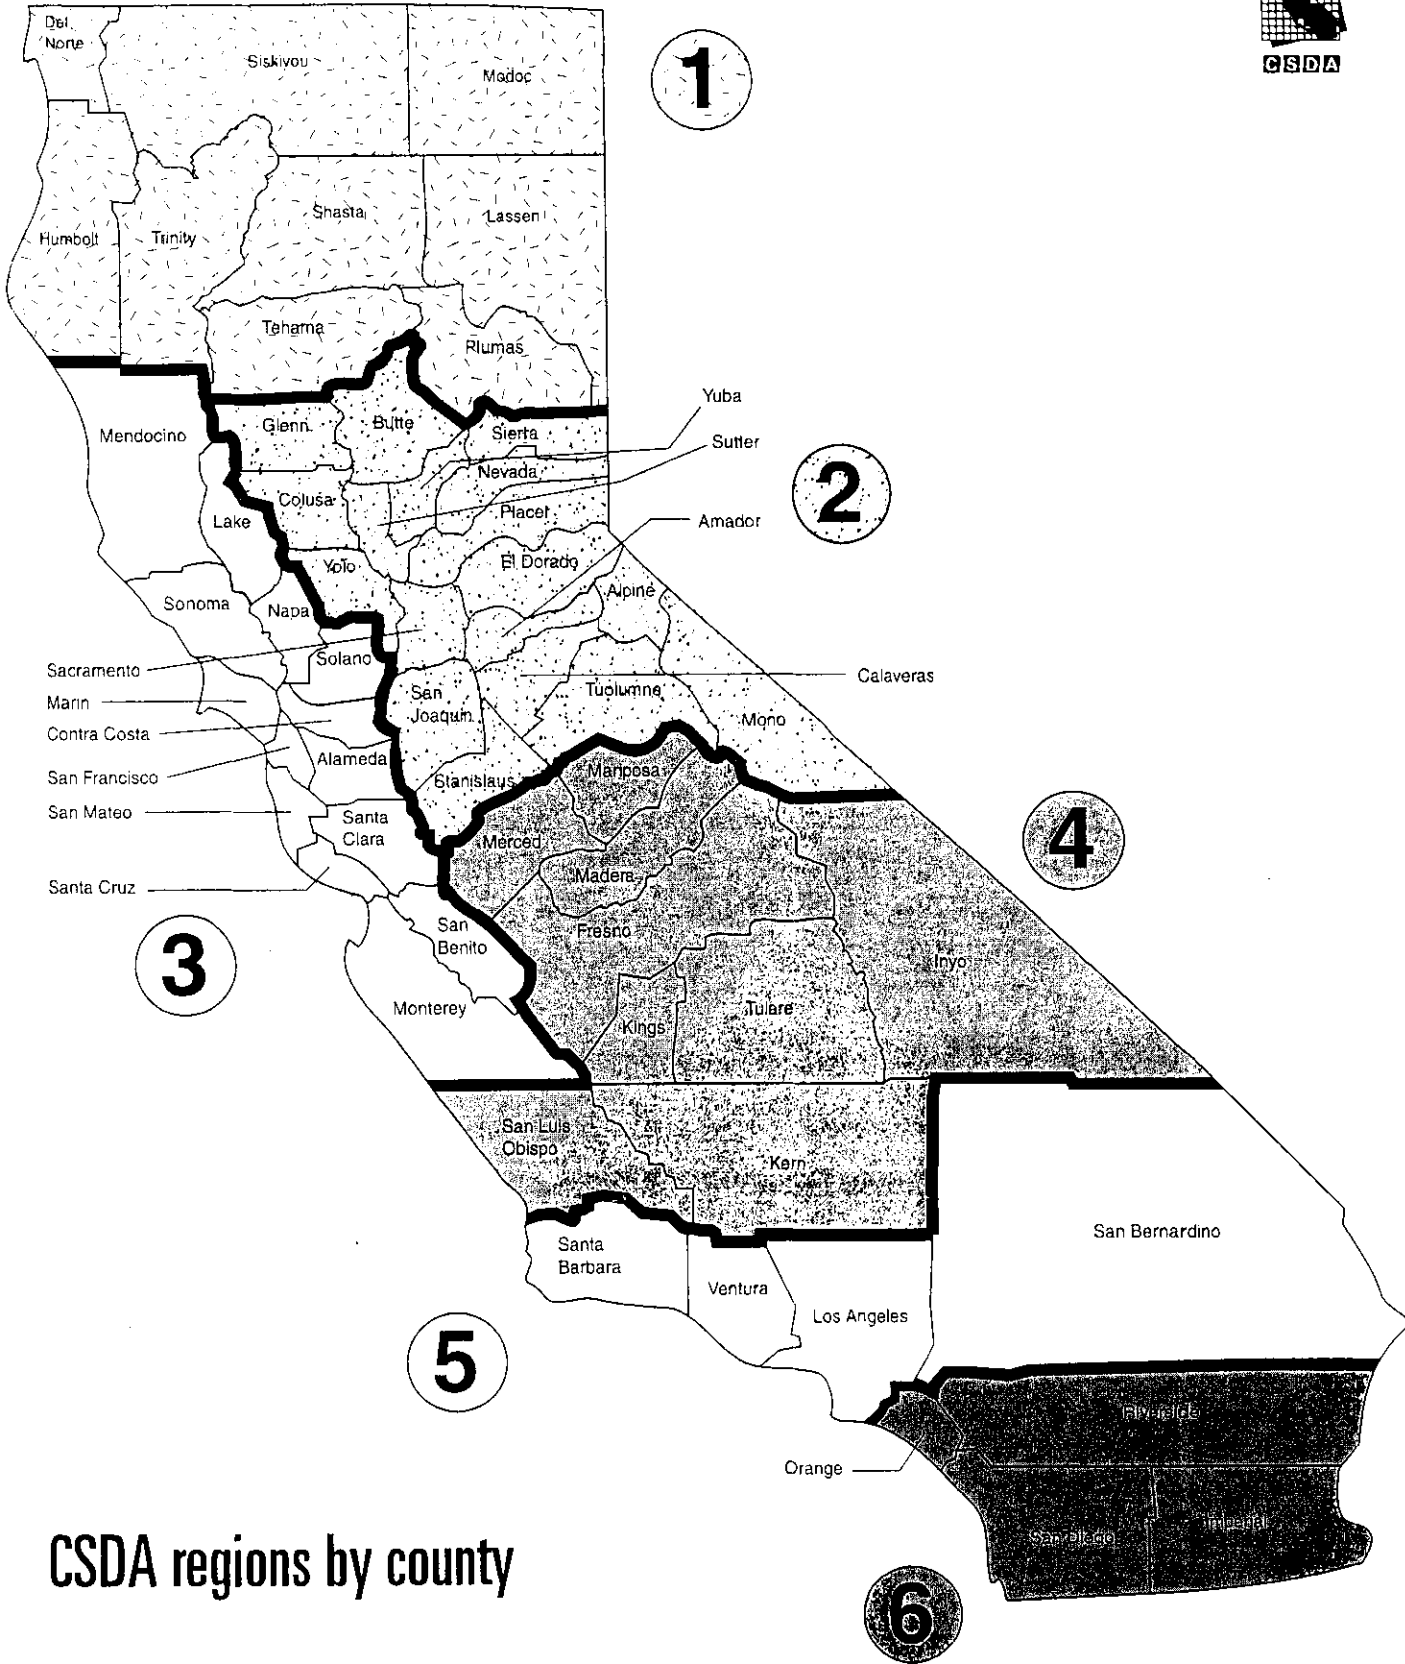 CSDA
Del
Norte
Siskiyou
Modoc
1
Shasta
Lassen
Humbolt
Trinity
Tehama
Plumas
Yuba
Glenn
Butte
Sierra
Mendocino
Sutter
Nevada
2
Colusa
Placer
Lake
Amador
Yolo
El Dorado
Alpine
Sonoma
Napa
Sacramento
Solano
Calaveras
San
Joaquin
Tuolumne
Marin
Mono
Contra Costa
Alameda
San Francisco
Stanislaus
Mariposa
San Mateo
Santa
Clara
Merced
4
Madera
Santa Cruz
San
Benito
Fresno
3
Inyo
Monterey
Kings
Tulare
San Luis
Obispo
Kern
San Bernardino
Santa
Barbara
Ventura
Los Angeles
5
Riverside
Orange
San Diego
Imperial
CSDA regions by county
6